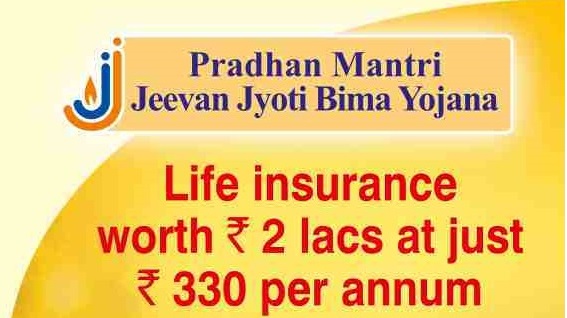 Pradhan Mantri
Jeevan Jyoti Bima Yojana
Life insurance
worth ₹ 2 lacs at just
₹ 330 per annum